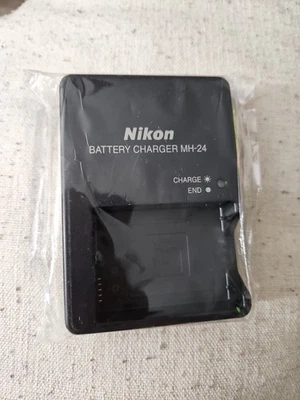 Nikon
BATTERY CHARGER MH-24
CHARGE
END